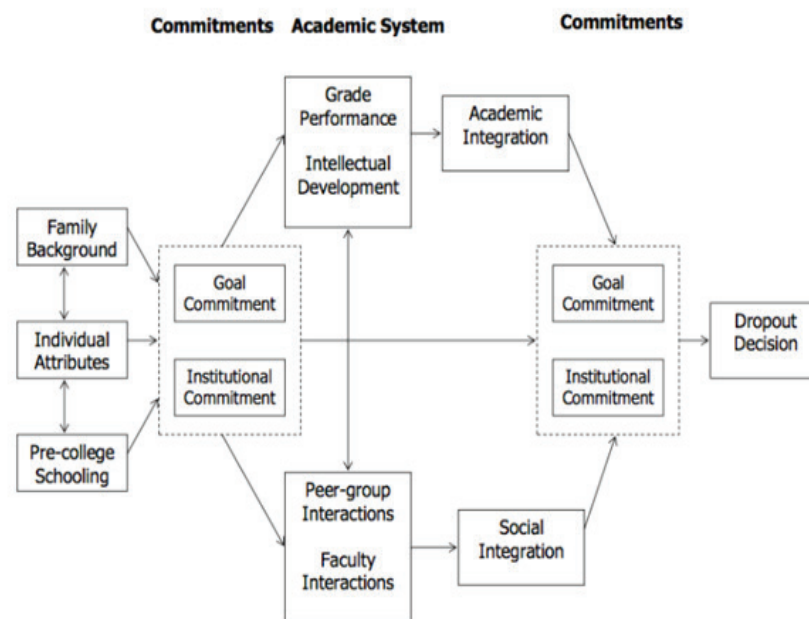 Commitments
Academic System
Commitments
Grade
Performance
Intellectual
Development
Academic
Integration
Family
Background
Individual
Attributes
Pre-college
Schooling
Goal
Commitment
Institutional
Commitment
Goal
Commitment
Institutional
Commitment
Dropout
Decision
Peer-group
Interactions
Faculty
Interactions
Social
Integration